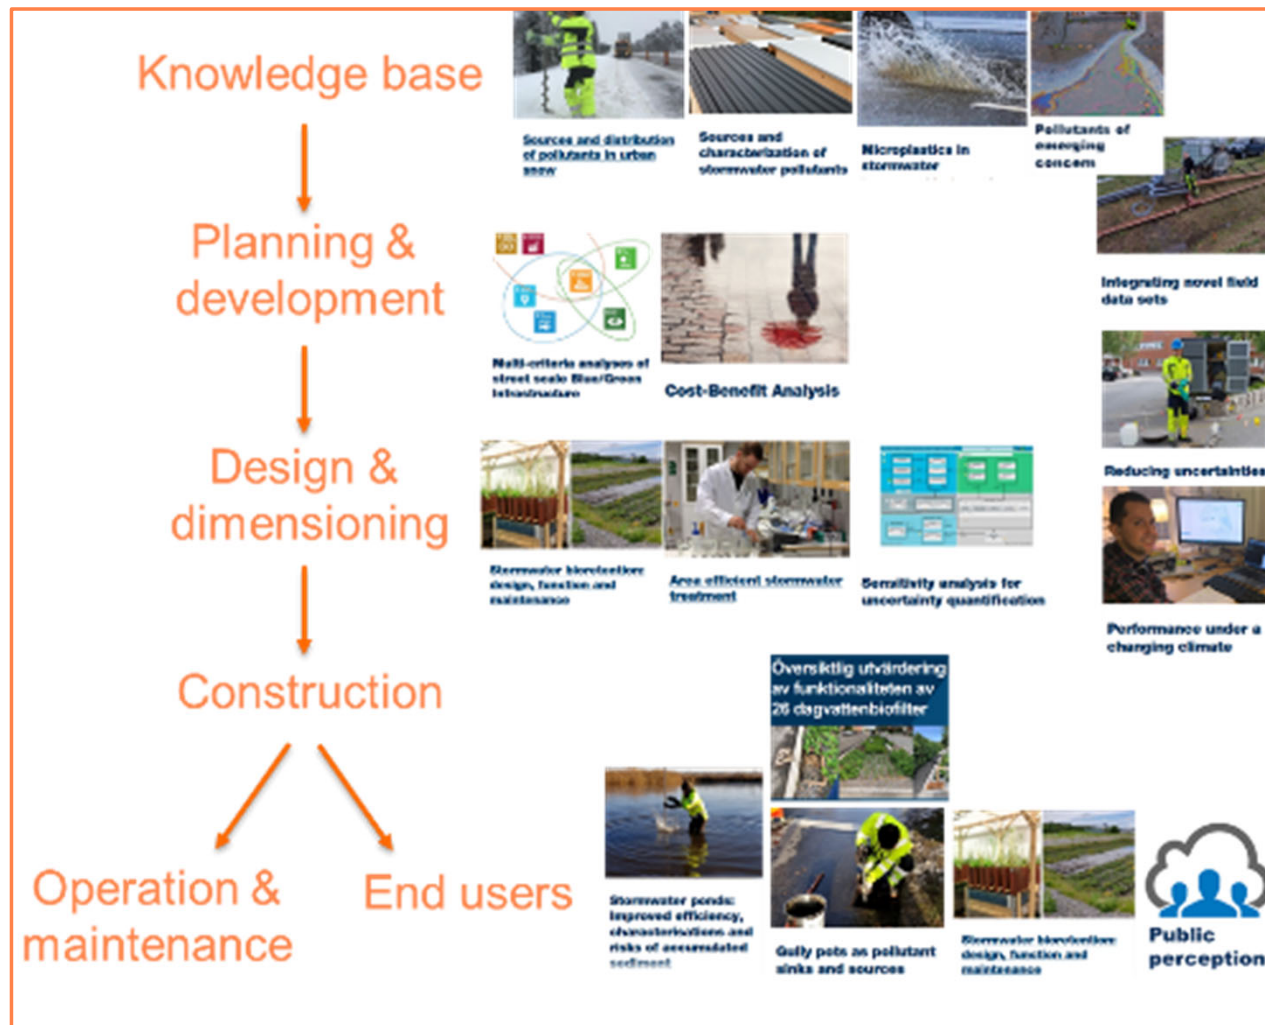 Knowledge base
Sources and distribution
of pollutants in urban
snow
Sources and
characterization of
stormwater pollutants
Microplastics in
stormwater
Pollutants of
emerging
concern
Planning &
development
Multi-criteria analyses of
street scale Blue/Green
Infrastructure
Cost-Benefit Analysis
Integrating novel field
data sets
Reducing uncertainties
Design &
dimensioning
Stormwater bioretention:
design, function and
maintenance
Area efficient stormwater
treatment
Sensitivity analysis for
uncertainty quantification
Performance under a
changing climate
Construction
Översiktlig utvärdering
av funktionaliteten av
26 dagvattenbiofilter
Operation &
maintenance
End users
Stormwater ponds:
improved efficiency,
characterisations and
risks of accumulated
sediment
Gully pots as pollutant
sinks and sources
Stormwater bioretention:
design, function and
maintenance
Public
perception